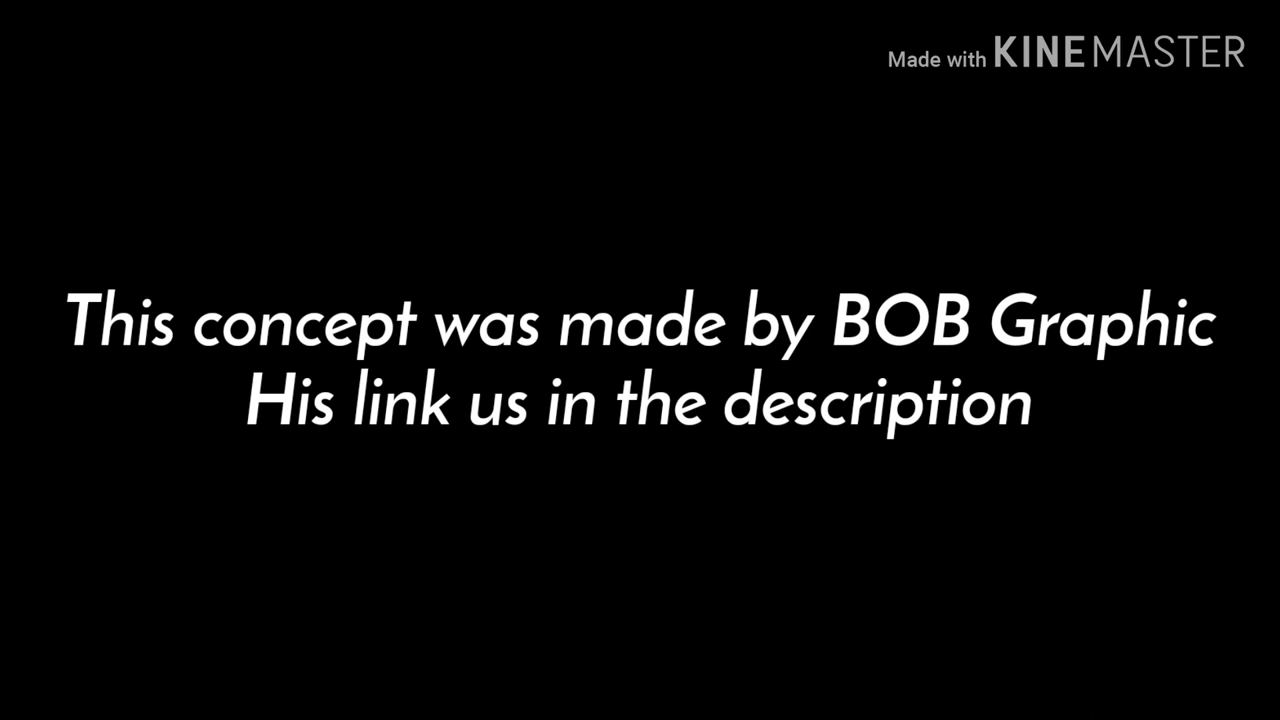 Made with KINEMASTER
This concept was made by BOB Graphic
His link us in the description